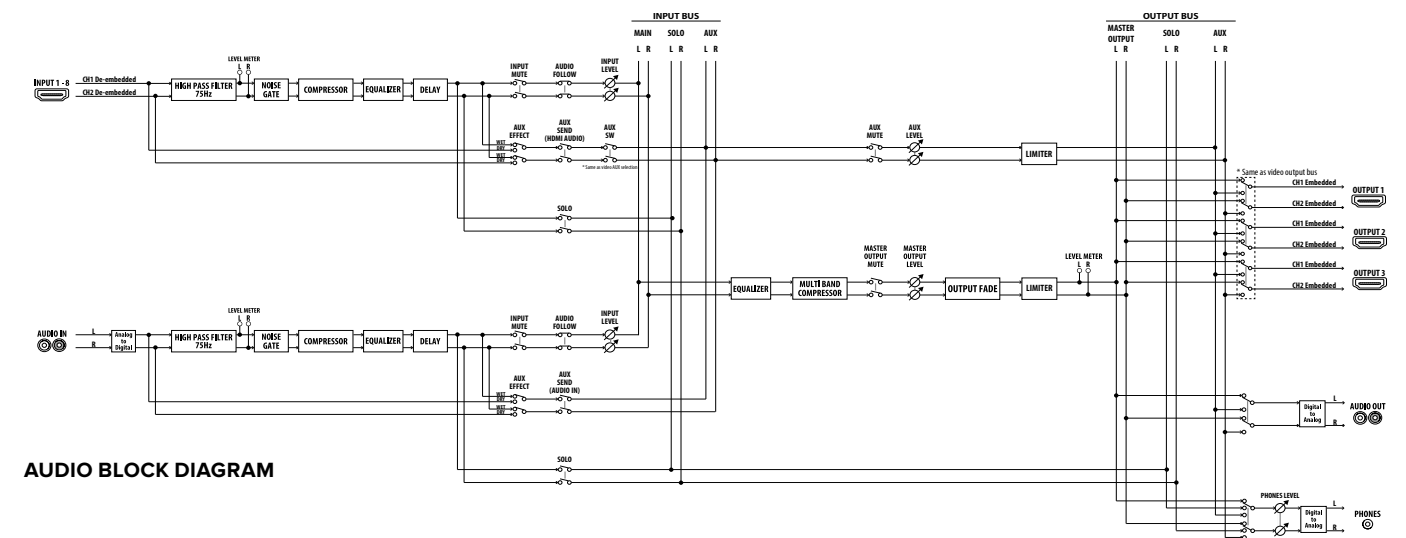 INPUT BUS
OUTPUT BUS
MAIN SOLO AUX
MASTER OUTPUT SOLO AUX
L R L R L R
L R L R L R
INPUT 1 - 8
CH1 De-embedded
CH2 De-embedded
HIGH PASS FILTER
75Hz
LEVEL METER
L R
NOISE
GATE
COMPRESSOR
EQUALIZER
DELAY
INPUT
MUTE
AUDIO
FOLLOW
INPUT
LEVEL
AUX
EFFECT
WET
DRY
WET
DRY
AUX
SEND
(HDMI AUDIO)
AUX
SW
* Same as video AUX selection
AUX
MUTE
AUX
LEVEL
LIMITER
SOLO
* Same as video output bus
CH1 Embedded
CH2 Embedded
OUTPUT 1
CH1 Embedded
CH2 Embedded
OUTPUT 2
CH1 Embedded
CH2 Embedded
OUTPUT 3
EQUALIZER
MULTI BAND
COMPRESSOR
MASTER
OUTPUT
MUTE
MASTER
OUTPUT
LEVEL
OUTPUT FADE
LIMITER
LEVEL METER
L R
AUDIO IN
L
R
Analog
to
Digital
HIGH PASS FILTER
75Hz
LEVEL METER
L R
NOISE
GATE
COMPRESSOR
EQUALIZER
DELAY
INPUT
MUTE
AUDIO
FOLLOW
INPUT
LEVEL
AUX
EFFECT
WET
DRY
WET
DRY
AUX
SEND
(AUDIO IN)
SOLO
Digital
to
Analog
L
R
AUDIO OUT
AUDIO BLOCK DIAGRAM
PHONES LEVEL
Digital
to
Analog
L
R
PHONES